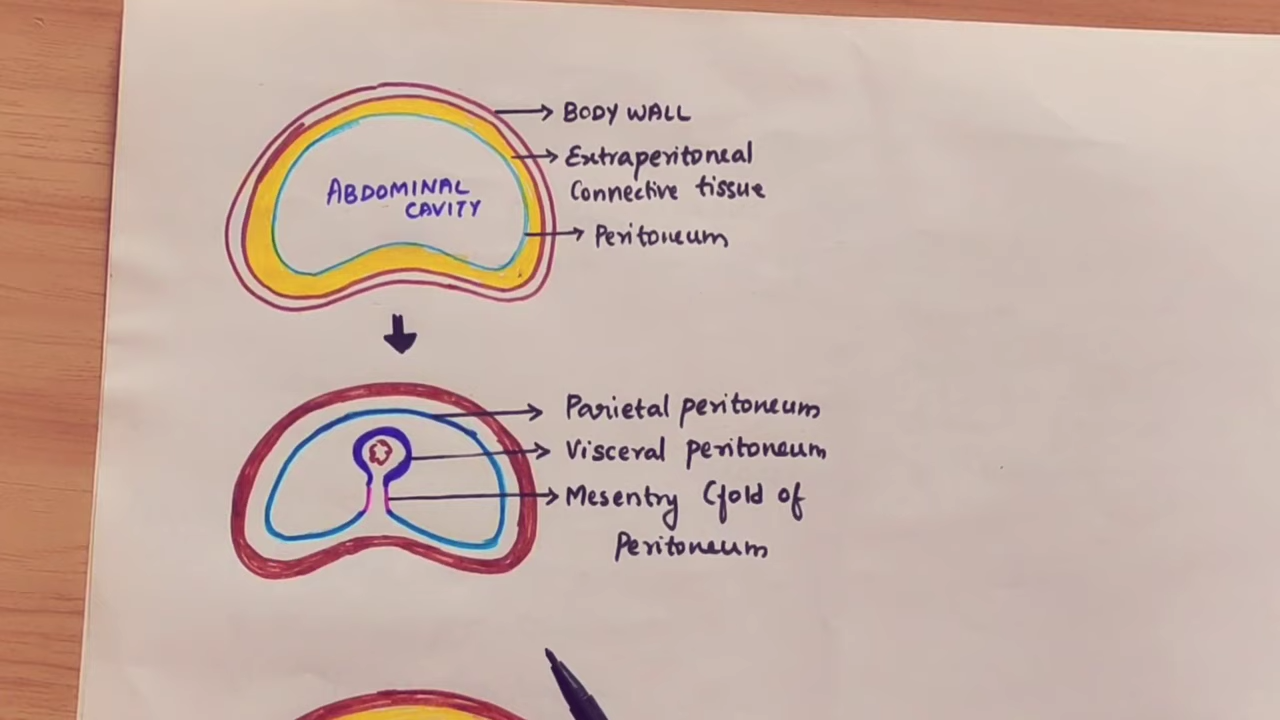 BODY WALL
Extraperitoneal
Connective tissue
ABDOMINAL
CAVITY
Peritoneum
Parietal peritoneum
Visceral peritoneum
Mesentry (fold of
Peritoneum